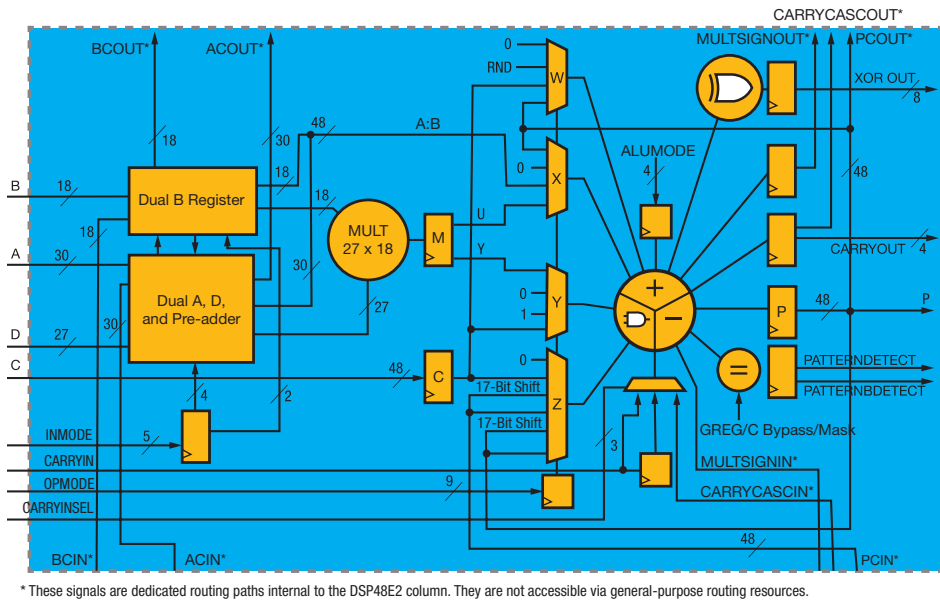 CARRYCASCOUT*
BCOUT* ACOUT* MULTSIGNOUT* PCOUT*
0
RND
W
XOR OUT
8
18 30 48 A:B
ALUMODE
4
48
0
X
B 18
Dual B Register
18
18
MULT
27 x 18
U
M
Y
18
A 30
30
CARRYOUT 4
Dual A, D,
and Pre-adder
30
27
0
1
Y
+
−
P
48
P
D 27
C 48
C
0
17-Bit Shift
Z
17-Bit Shift
=
PATTERNDETECT
PATTERNBDETECT
4
2
INMODE 5
3
GREG/C Bypass/Mask
CARRYIN
MULTSIGNIN*
OPMODE 9
CARRYCASCIN*
CARRYINSEL
48
BCIN* ACIN* PCIN*
* These signals are dedicated routing paths internal to the DSP48E2 column. They are not accessible via general-purpose routing resources.